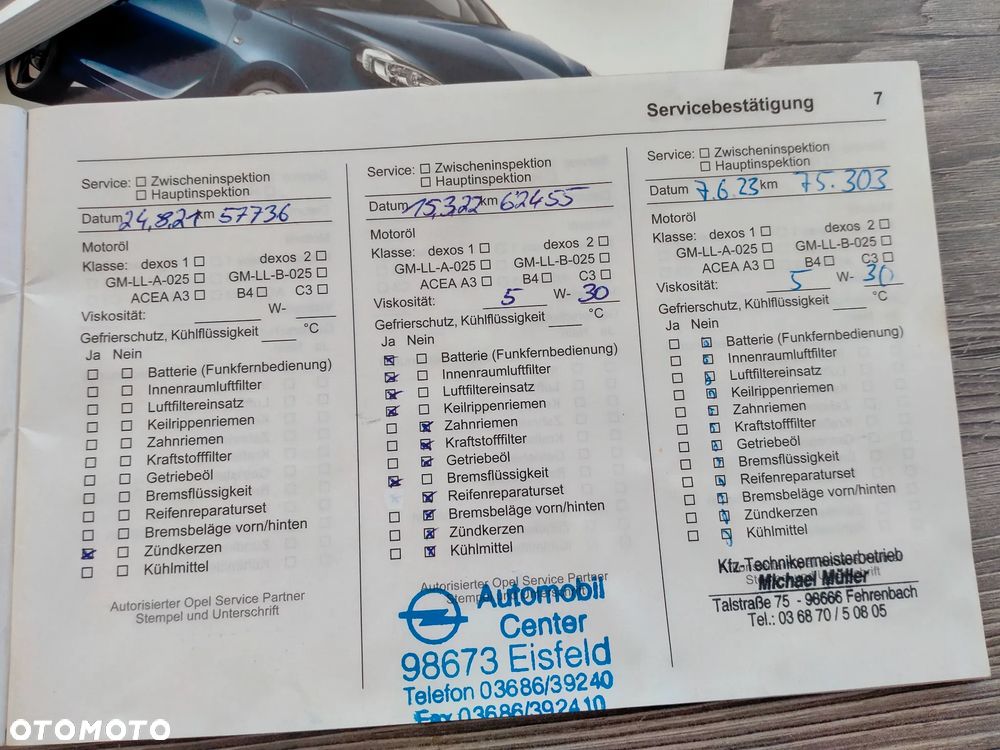 Servicebestätigung 7
Service: Zwischeninspektion
Hauptinspektion
Datum 24.8.21 km 57736
Motoröl
Klasse: dexos 1 dexos 2
GM-LL-A-025 GM-LL-B-025
ACEA A3 B4 C3
Viskosität: W-
Gefrierschutz, Kühlflüssigkeit °C
Ja Nein
Batterie (Funkfernbedienung)
Innenraumluftfilter
Luftfiltereinsatz
Keilrippenriemen
Zahnriemen
Kraftstofffilter
Getriebeöl
Bremsflüssigkeit
Reifenreparaturset
Bremsbeläge vorn/hinten
Zündkerzen
Kühlmittel
Autorisierter Opel Service Partner
Stempel und Unterschrift
Service: Zwischeninspektion
Hauptinspektion
Datum 15.3.22 km 62455
Motoröl
Klasse: dexos 1 dexos 2
GM-LL-A-025 GM-LL-B-025
ACEA A3 B4 C3
Viskosität: 5 W- 30
Gefrierschutz, Kühlflüssigkeit °C
Ja Nein
Batterie (Funkfernbedienung)
Innenraumluftfilter
Luftfiltereinsatz
Keilrippenriemen
Zahnriemen
Kraftstofffilter
Getriebeöl
Bremsflüssigkeit
Reifenreparaturset
Bremsbeläge vorn/hinten
Zündkerzen
Kühlmittel
Autorisierter Opel Service Partner
Stempel und Unterschrift
Automobil
Center
98673 Eisfeld
Telefon 03686/39240
Fax 03686/392410
Service: Zwischeninspektion
Hauptinspektion
Datum 7.6.23 km 75.303
Motoröl
Klasse: dexos 1 dexos 2
GM-LL-A-025 GM-LL-B-025
ACEA A3 B4 C3
Viskosität: 5 W- 30
Gefrierschutz, Kühlflüssigkeit °C
Ja Nein
Batterie (Funkfernbedienung)
Innenraumluftfilter
Luftfiltereinsatz
Keilrippenriemen
Zahnriemen
Kraftstofffilter
Getriebeöl
Bremsflüssigkeit
Reifenreparaturset
Bremsbeläge vorn/hinten
Zündkerzen
Kühlmittel
Kfz-Technikermeisterbetrieb
Michael Müller
Talstraße 75 - 98666 Fehrenbach
Tel.: 03 68 70 / 5 08 05
OTOMOTO